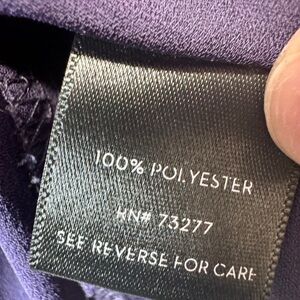 100% POLYESTER
RN# 73277
SEE REVERSE FOR CARE